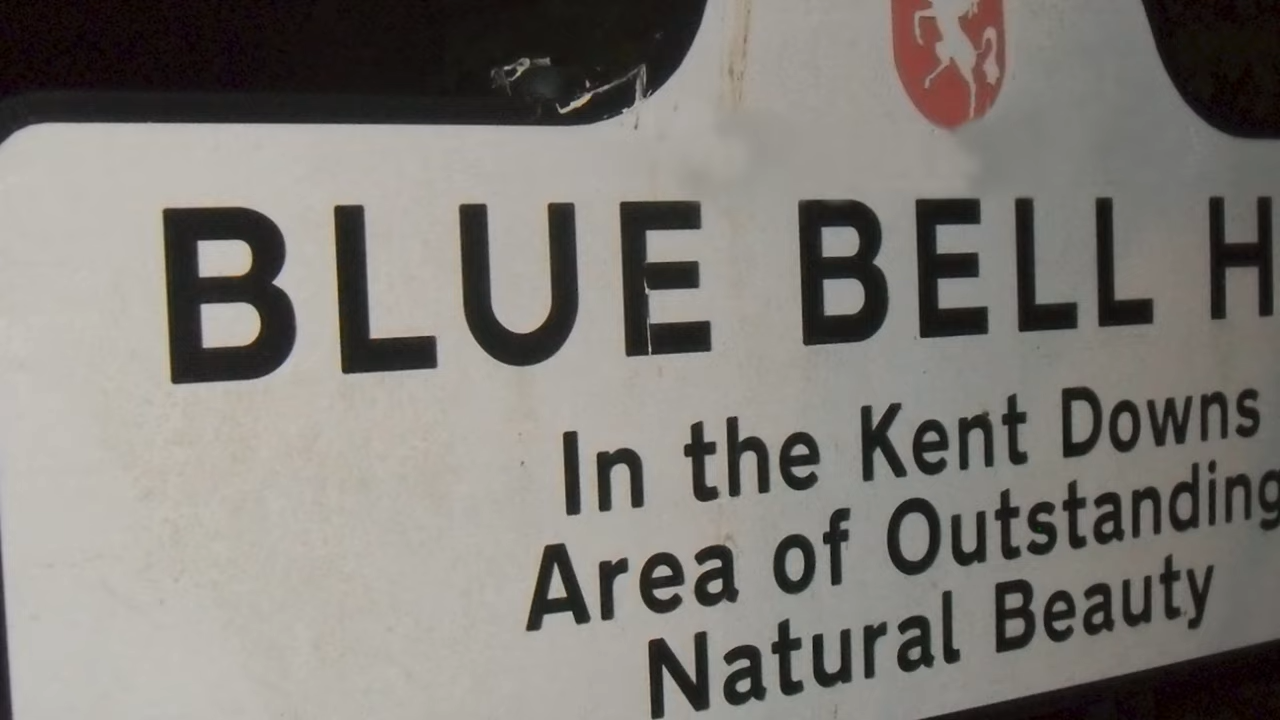 BLUE BELL H
In the Kent Downs
Area of Outstanding
Natural Beauty